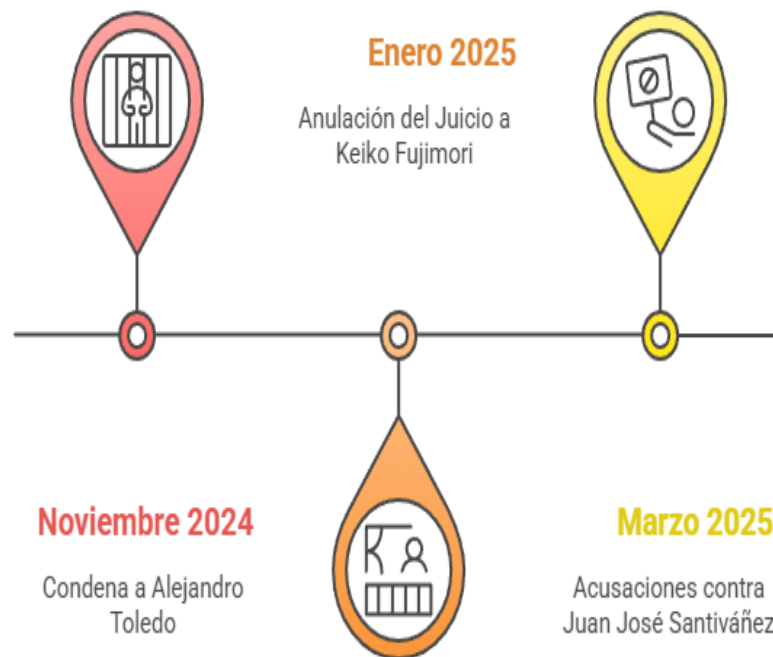 Enero 2025
Anulación del Juicio a
Keiko Fujimori
Noviembre 2024
Condena a Alejandro
Toledo
Marzo 2025
Acusaciones contra
Juan José Santiváñez